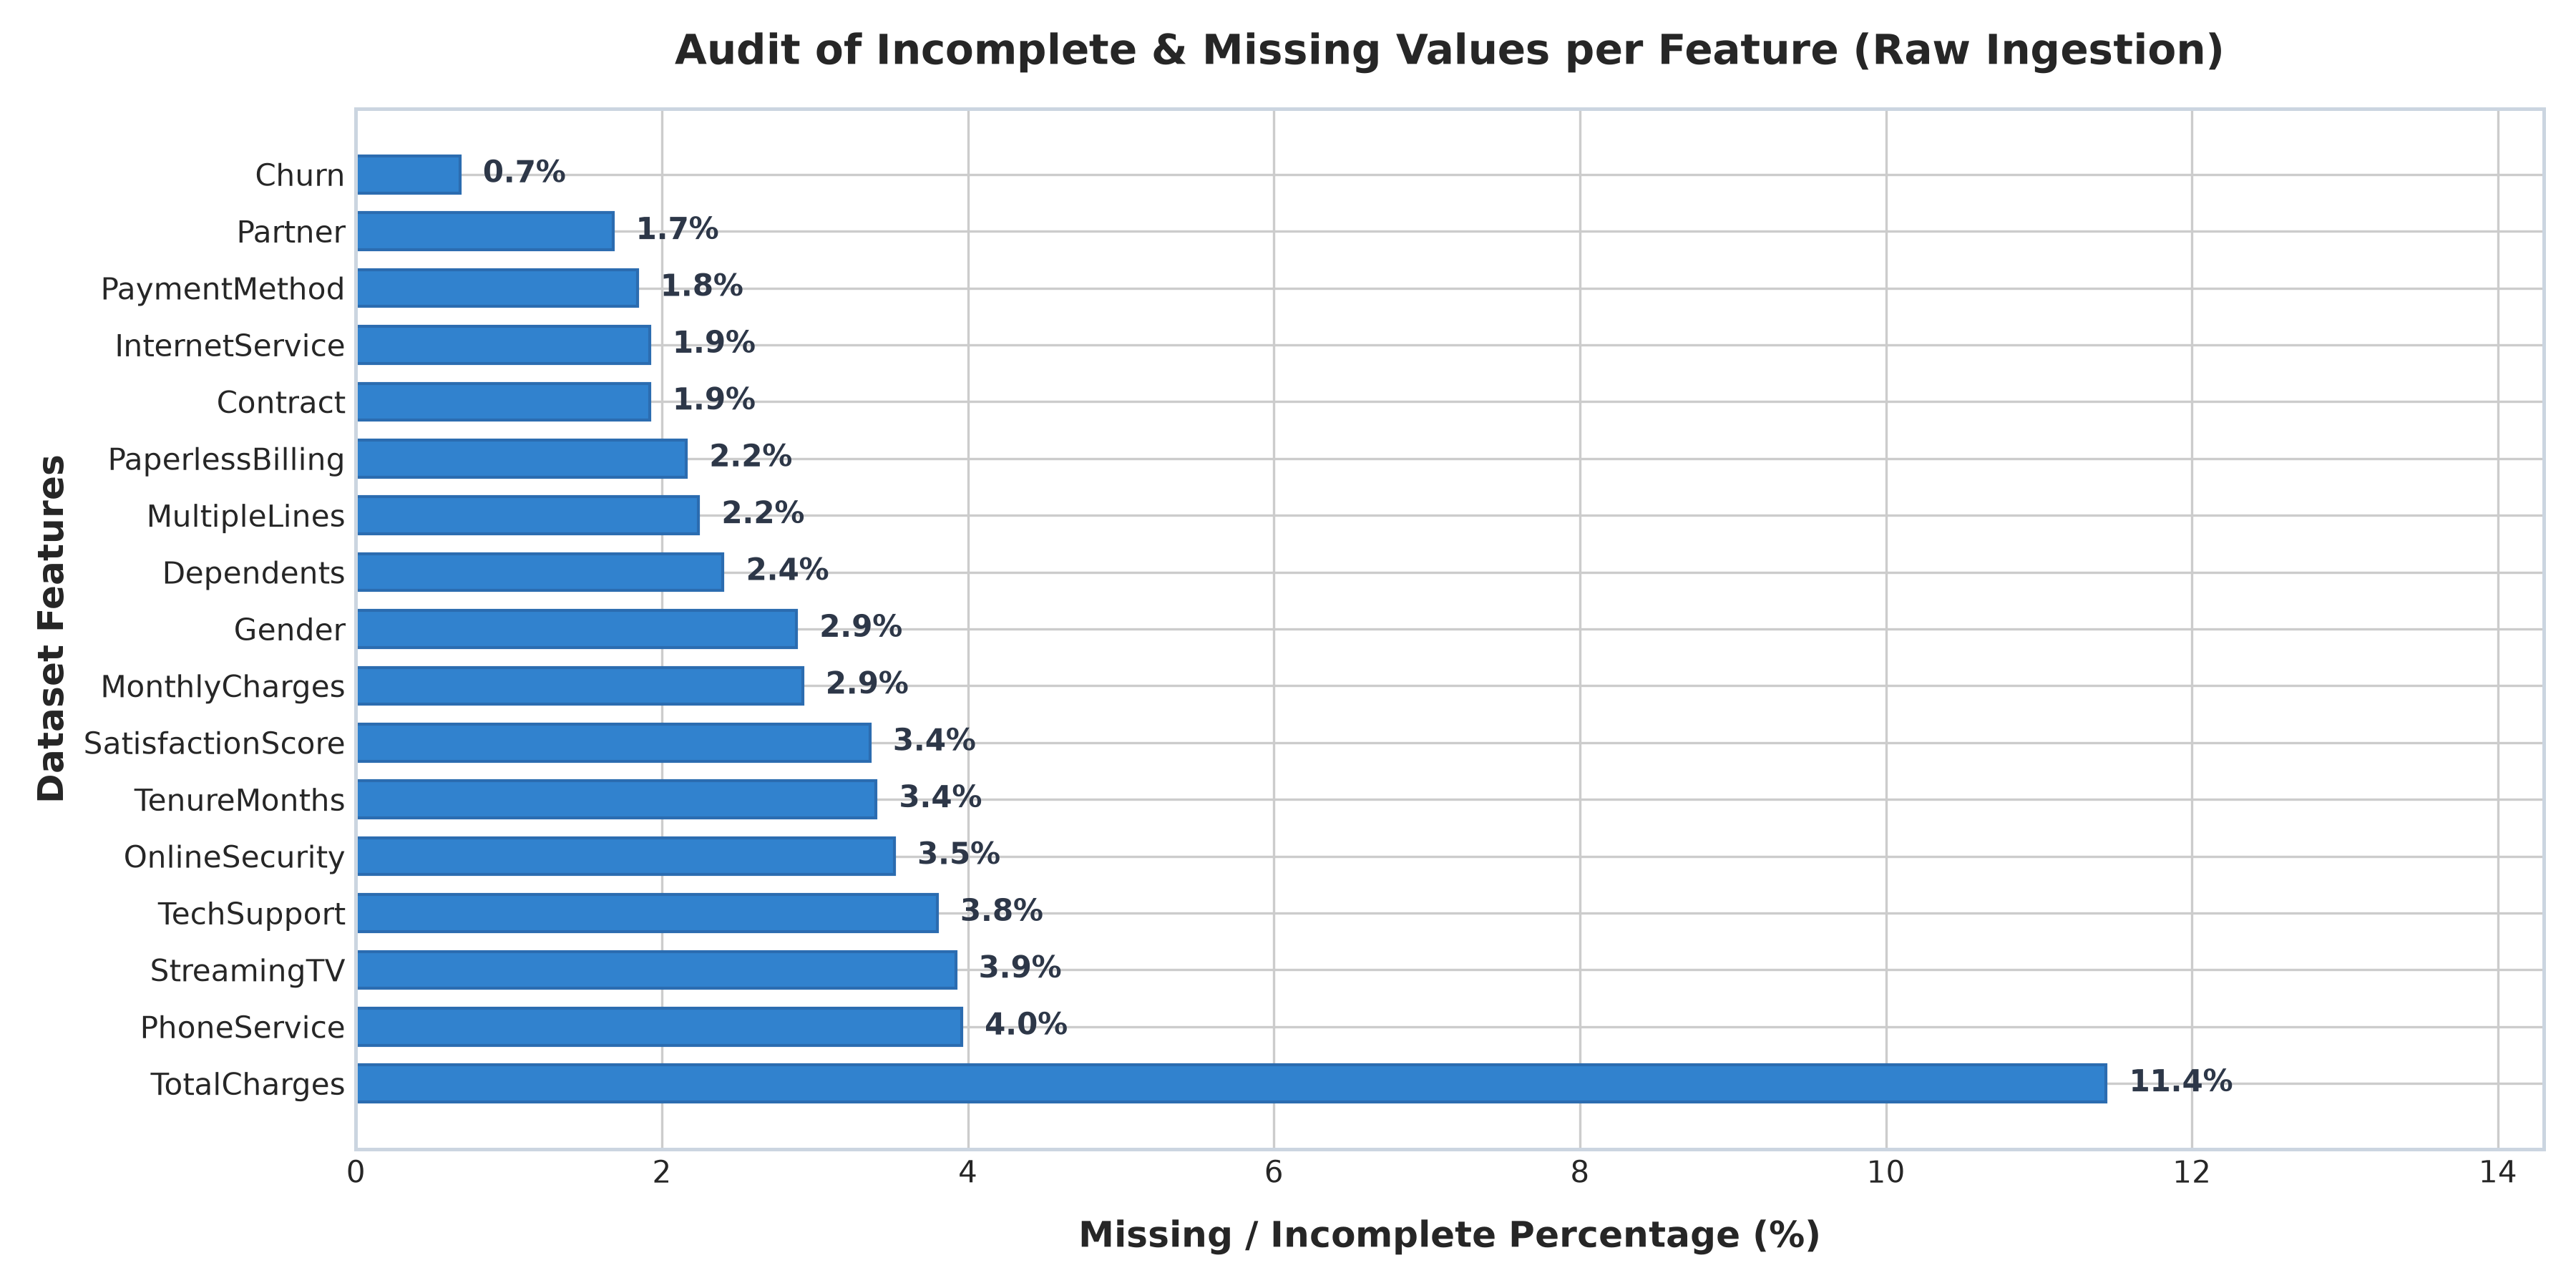 Audit of Incomplete & Missing Values per Feature (Raw Ingestion)
Dataset Features
Churn 0.7%
Partner 1.7%
PaymentMethod 1.8%
InternetService 1.9%
Contract 1.9%
PaperlessBilling 2.2%
MultipleLines 2.2%
Dependents 2.4%
Gender 2.9%
MonthlyCharges 2.9%
SatisfactionScore 3.4%
TenureMonths 3.4%
OnlineSecurity 3.5%
TechSupport 3.8%
StreamingTV 3.9%
PhoneService 4.0%
TotalCharges 11.4%
0 2 4 6 8 10 12 14
Missing / Incomplete Percentage (%)